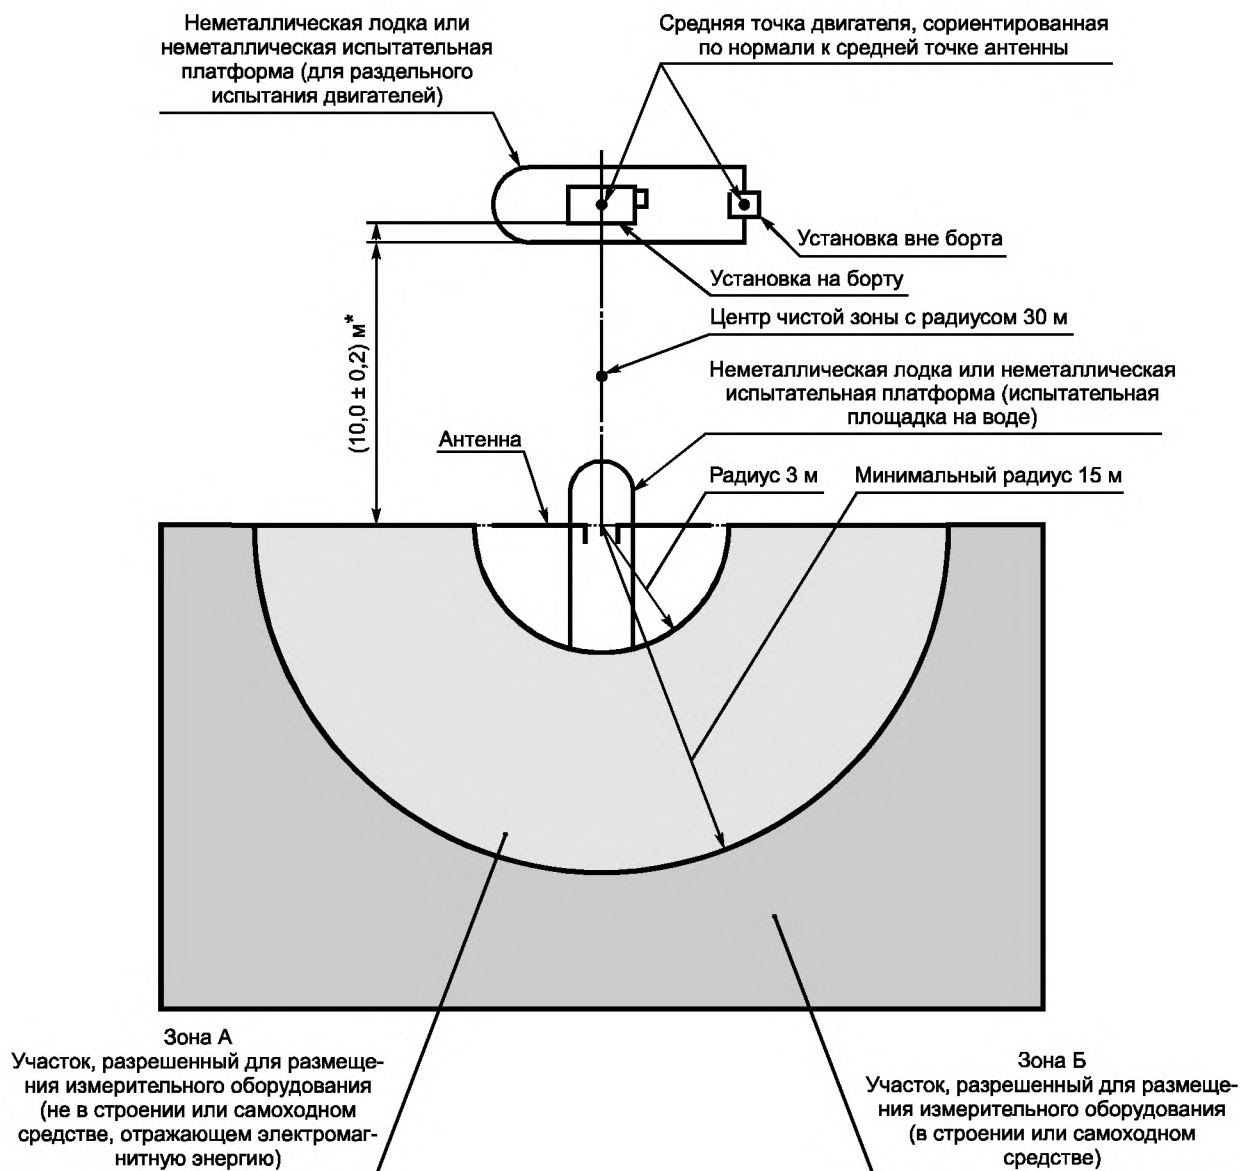 Неметаллическая лодка или
неметаллическая испытательная
платформа (для раздельного
испытания двигателей)
Средняя точка двигателя, сориентированная
по нормали к средней точке антенны
Установка вне борта
Установка на борту
Центр чистой зоны с радиусом 30 м
(10,0 ± 0,2) м*
Неметаллическая лодка или неметаллическая
испытательная платформа (испытательная
площадка на воде)
Антенна
Радиус 3 м
Минимальный радиус 15 м
Зона А
Участок, разрешенный для размеще-
ния измерительного оборудования
(не в строении или самоходном
средстве, отражающем электромаг-
нитную энергию)
Зона Б
Участок, разрешенный для размеще-
ния измерительного оборудования
(в строении или самоходном
средстве)